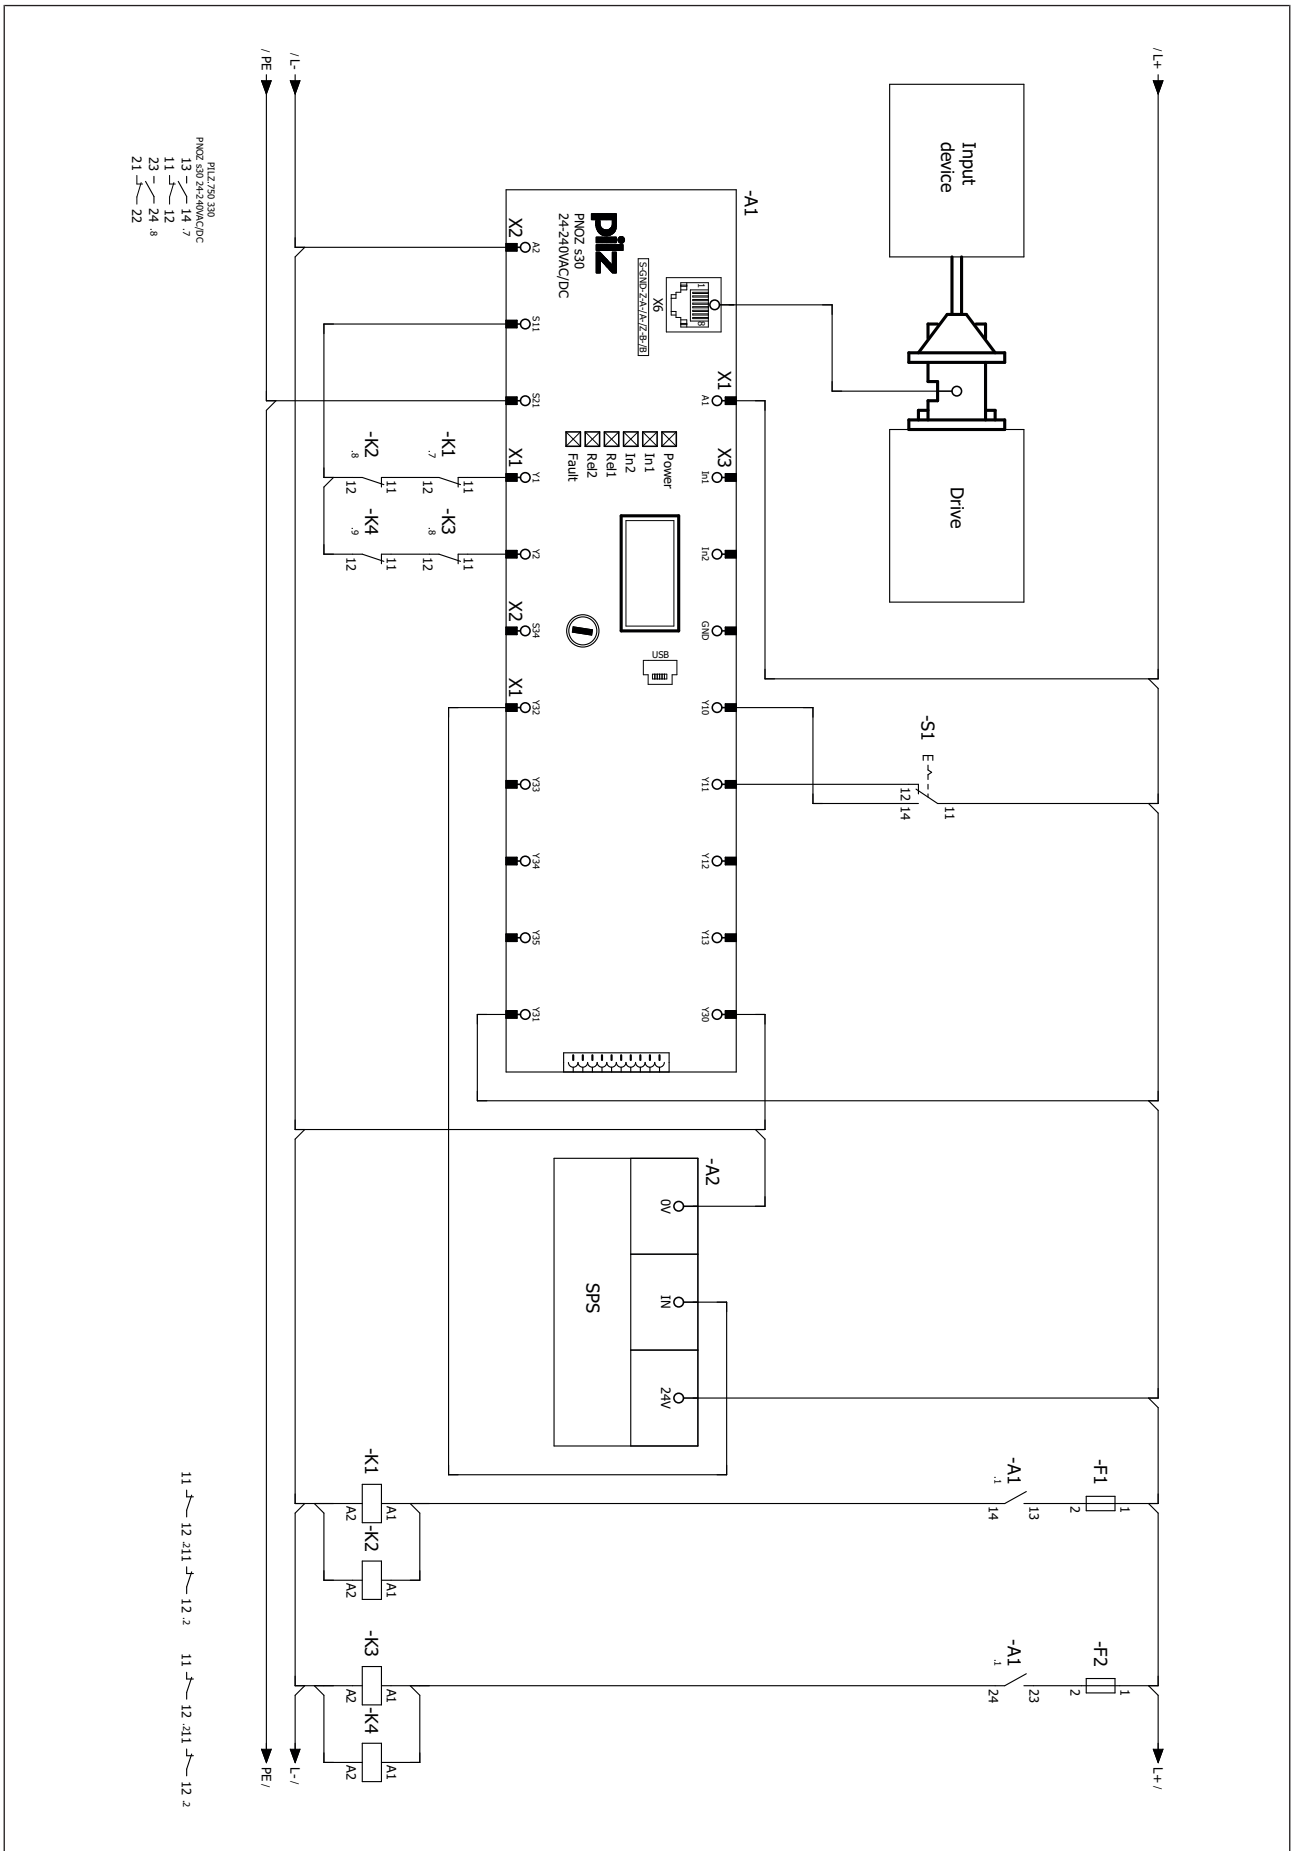 / L+
L+ /
/ L-
L- /
/ PE
PE /
Input
device
Drive
-A1
pilz
PNOZ s30
24-240VAC/DC
X6
1
8
S-GND-Z-A-/A-/Z-B-/B
X1
A1
X3
In1
In2
GND
Y10
Y11
Y12
Y13
Y30
Power
In1
In2
Rel1
Rel2
Fault
USB
X2
A2
S11
S21
X1
Y1
Y2
X2
S34
X1
Y32
Y33
Y34
Y35
Y31
-S1
E
11
12
14
-K1
.7
11
12
-K3
.8
11
12
-K2
.8
11
12
-K4
.9
11
12
-A2
0V
IN
24V
SPS
-F1
1
2
-A1
.1
13
14
-F2
1
2
-A1
.1
23
24
-K1
A1
A2
-K2
A1
A2
-K3
A1
A2
-K4
A1
A2
PILZ.750 330
PNOZ s30 24-240VAC/DC
13 14 .7
11 12
23 24 .8
21 22
11 12 .2
11 12 .2
11 12 .2
11 12 .2